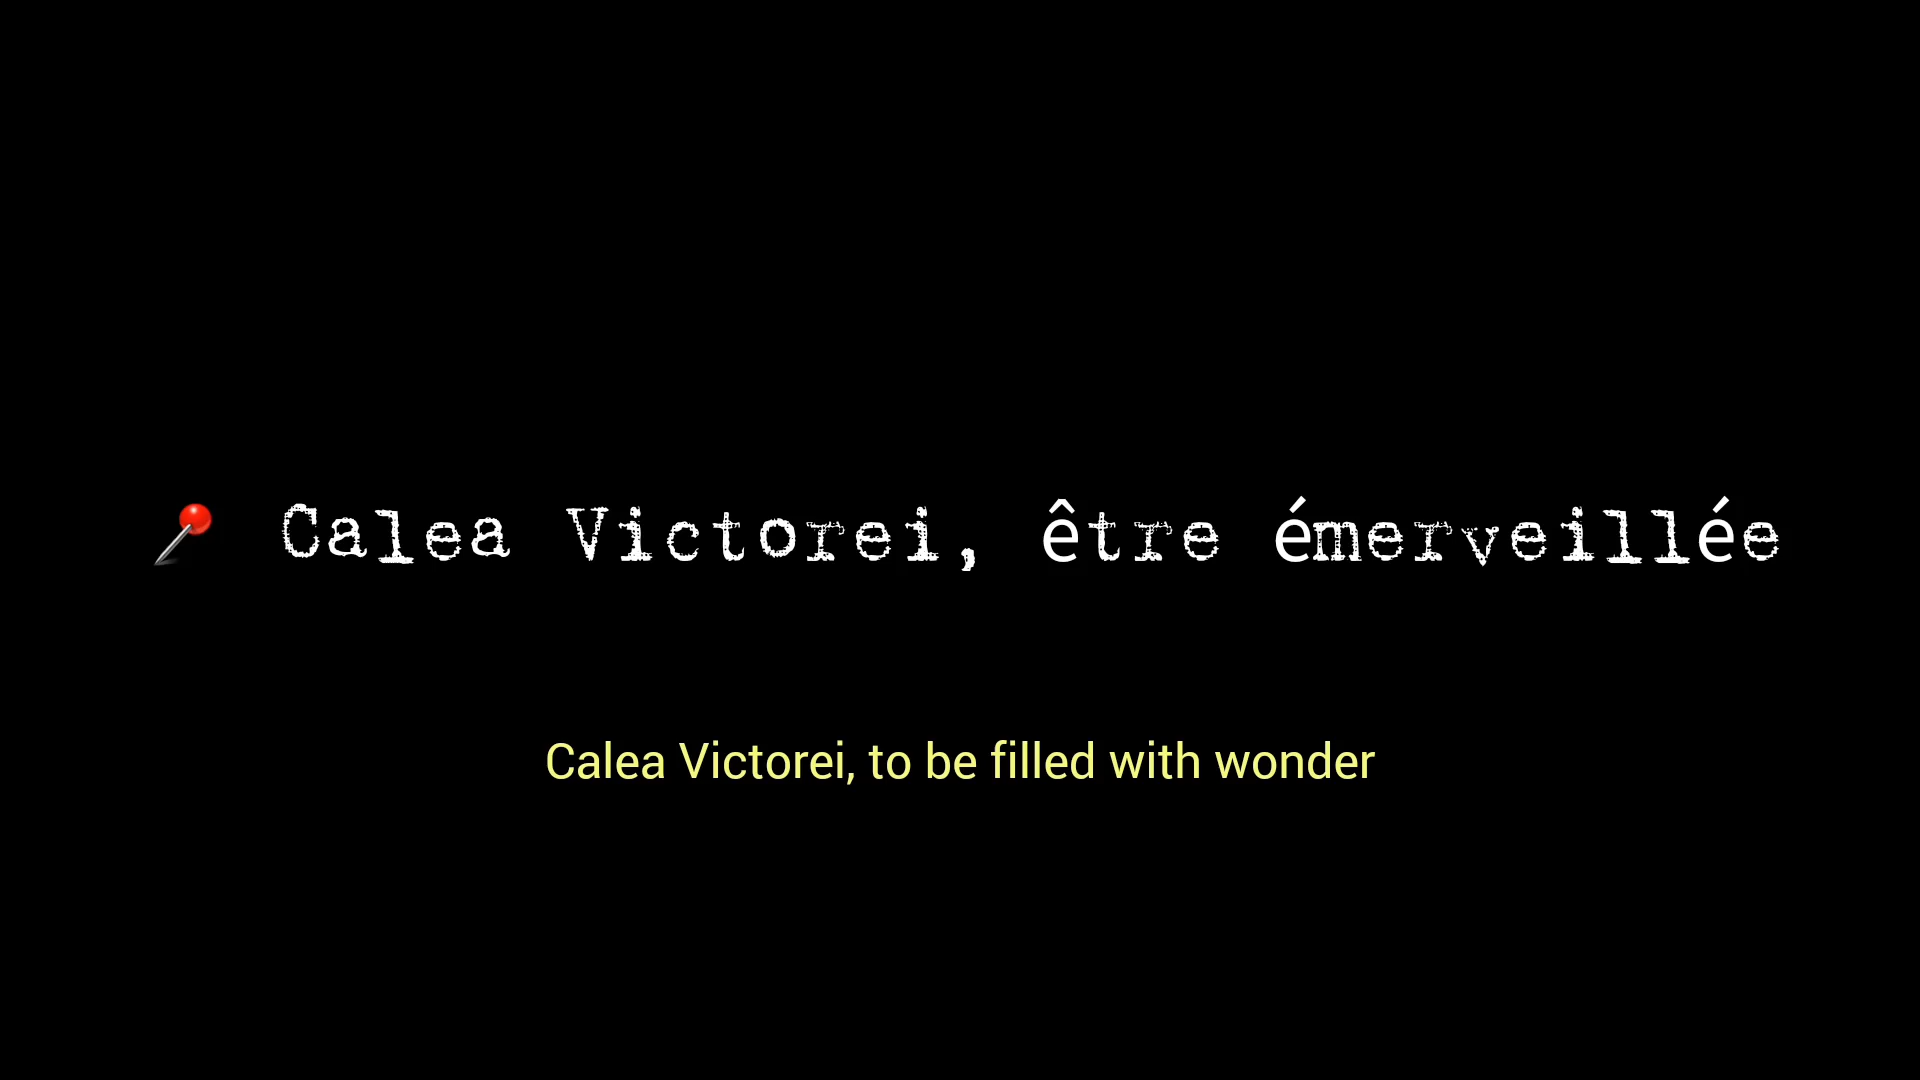 📍 Calea Victorei, être émerveillée
Calea Victorei, to be filled with wonder